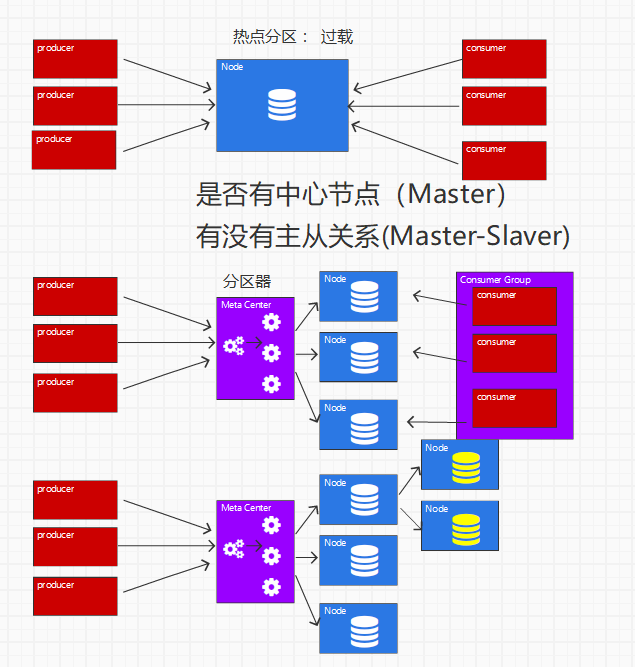 热点分区： 过载
producer
Node
consumer
producer
consumer
producer
consumer
是否有中心节点（Master）
有没有主从关系(Master-Slaver)
分区器
producer
Meta Center
Node
Consumer Group
consumer
producer
Node
consumer
producer
Node
consumer
Node
producer
Meta Center
Node
Node
producer
Node
producer
Node